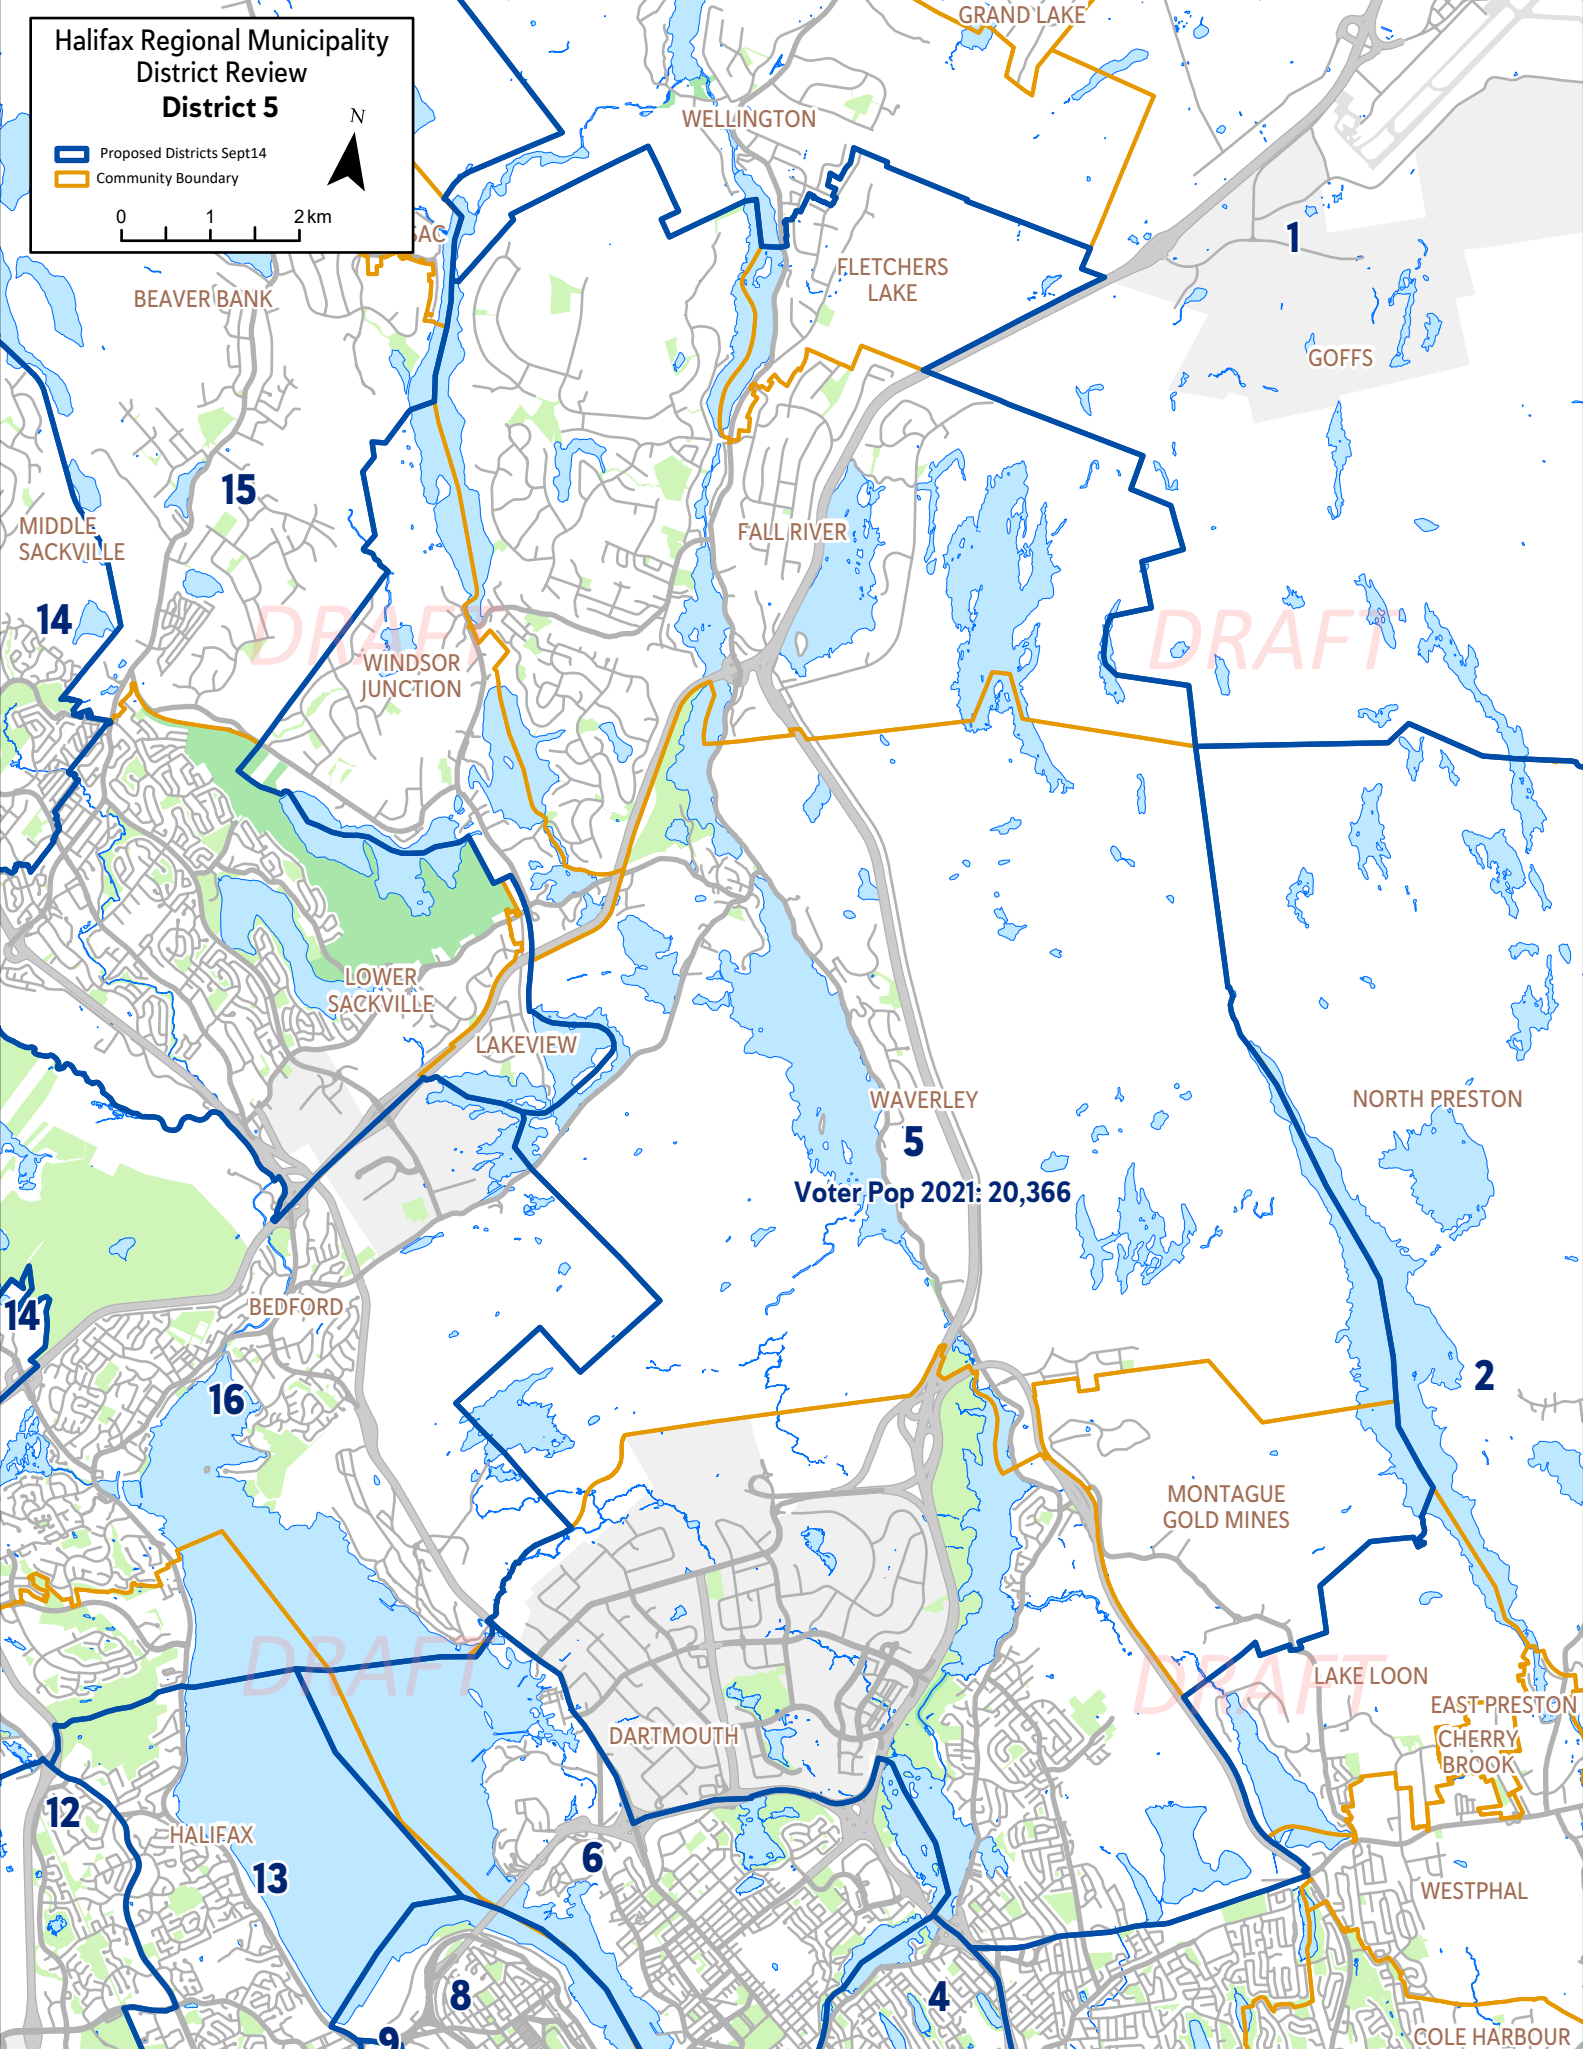 Halifax Regional Municipality
District Review
District 5
N
Proposed Districts Sept14
Community Boundary
0 1 2 km
GRAND LAKE
WELLINGTON
1
SAC
FLETCHERS
LAKE
BEAVER BANK
GOFFS
15
MIDDLE
SACKVILLE
FALL RIVER
14
DRAFT
DRAFT
WINDSOR
JUNCTION
LOWER
SACKVILLE
LAKEVIEW
WAVERLEY
NORTH PRESTON
5
Voter Pop 2021: 20,366
14
BEDFORD
2
16
MONTAGUE
GOLD MINES
DRAFT
DRAFT
LAKE LOON
EAST PRESTON
CHERRY
BROOK
DARTMOUTH
12
HALIFAX
6
13
WESTPHAL
8
4
9
COLE HARBOUR